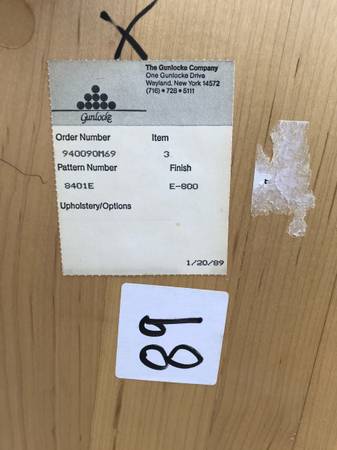 X
The Gunlocke Company
One Gunlocke Drive
Wayland, New York 14572
(716) • 728 • 5111
Gunlocke
Order Number Item
940090M69 3
Pattern Number Finish
8401E E-800
Upholstery/Options
1/20/89
89